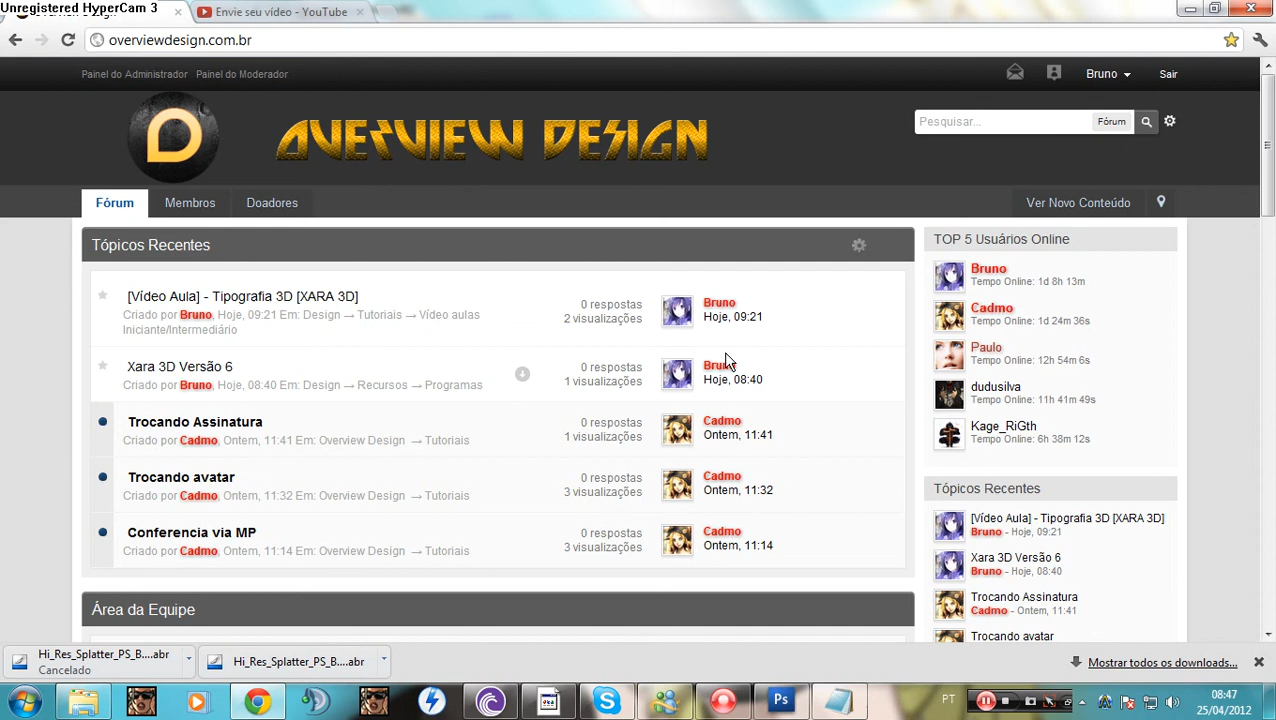 Unregistered HyperCam 3
Envie seu vídeo - YouTube
overviewdesign.com.br
Painel do Administrador Painel do Moderador
Bruno Sair
OVERVIEW DESIGN
Pesquisar... Fórum
Fórum Membros Doadores Ver Novo Conteúdo
Tópicos Recentes
[Vídeo Aula] - Tipografia 3D [XARA 3D]
Criado por Bruno, Hoje, 09:21 Em: Design → Tutoriais → Vídeo aulas
Iniciante/Intermediário
0 respostas
2 visualizações
Bruno
Hoje, 09:21
Xara 3D Versão 6
Criado por Bruno, Hoje, 08:40 Em: Design → Recursos → Programas
0 respostas
1 visualizações
Bruno
Hoje, 08:40
Trocando Assinatura
Criado por Cadmo, Ontem, 11:41 Em: Overview Design → Tutoriais
0 respostas
1 visualizações
Cadmo
Ontem, 11:41
Trocando avatar
Criado por Cadmo, Ontem, 11:32 Em: Overview Design → Tutoriais
0 respostas
3 visualizações
Cadmo
Ontem, 11:32
Conferencia via MP
Criado por Cadmo, Ontem, 11:14 Em: Overview Design → Tutoriais
0 respostas
3 visualizações
Cadmo
Ontem, 11:14
Área da Equipe
TOP 5 Usuários Online
Bruno
Tempo Online: 1d 8h 13m
Cadmo
Tempo Online: 1d 24m 36s
Paulo
Tempo Online: 12h 54m 6s
dudusilva
Tempo Online: 11h 41m 49s
Kage_RiGth
Tempo Online: 6h 38m 12s
Tópicos Recentes
[Vídeo Aula] - Tipografia 3D [XARA 3D]
Bruno - Hoje, 09:21
Xara 3D Versão 6
Bruno - Hoje, 08:40
Trocando Assinatura
Cadmo - Ontem, 11:41
Trocando avatar
Hi_Res_Splatter_PS_B....abr
Cancelado
Hi_Res_Splatter_PS_B....abr
Mostrar todos os downloads...
Ps
PT
08:47
25/04/2012